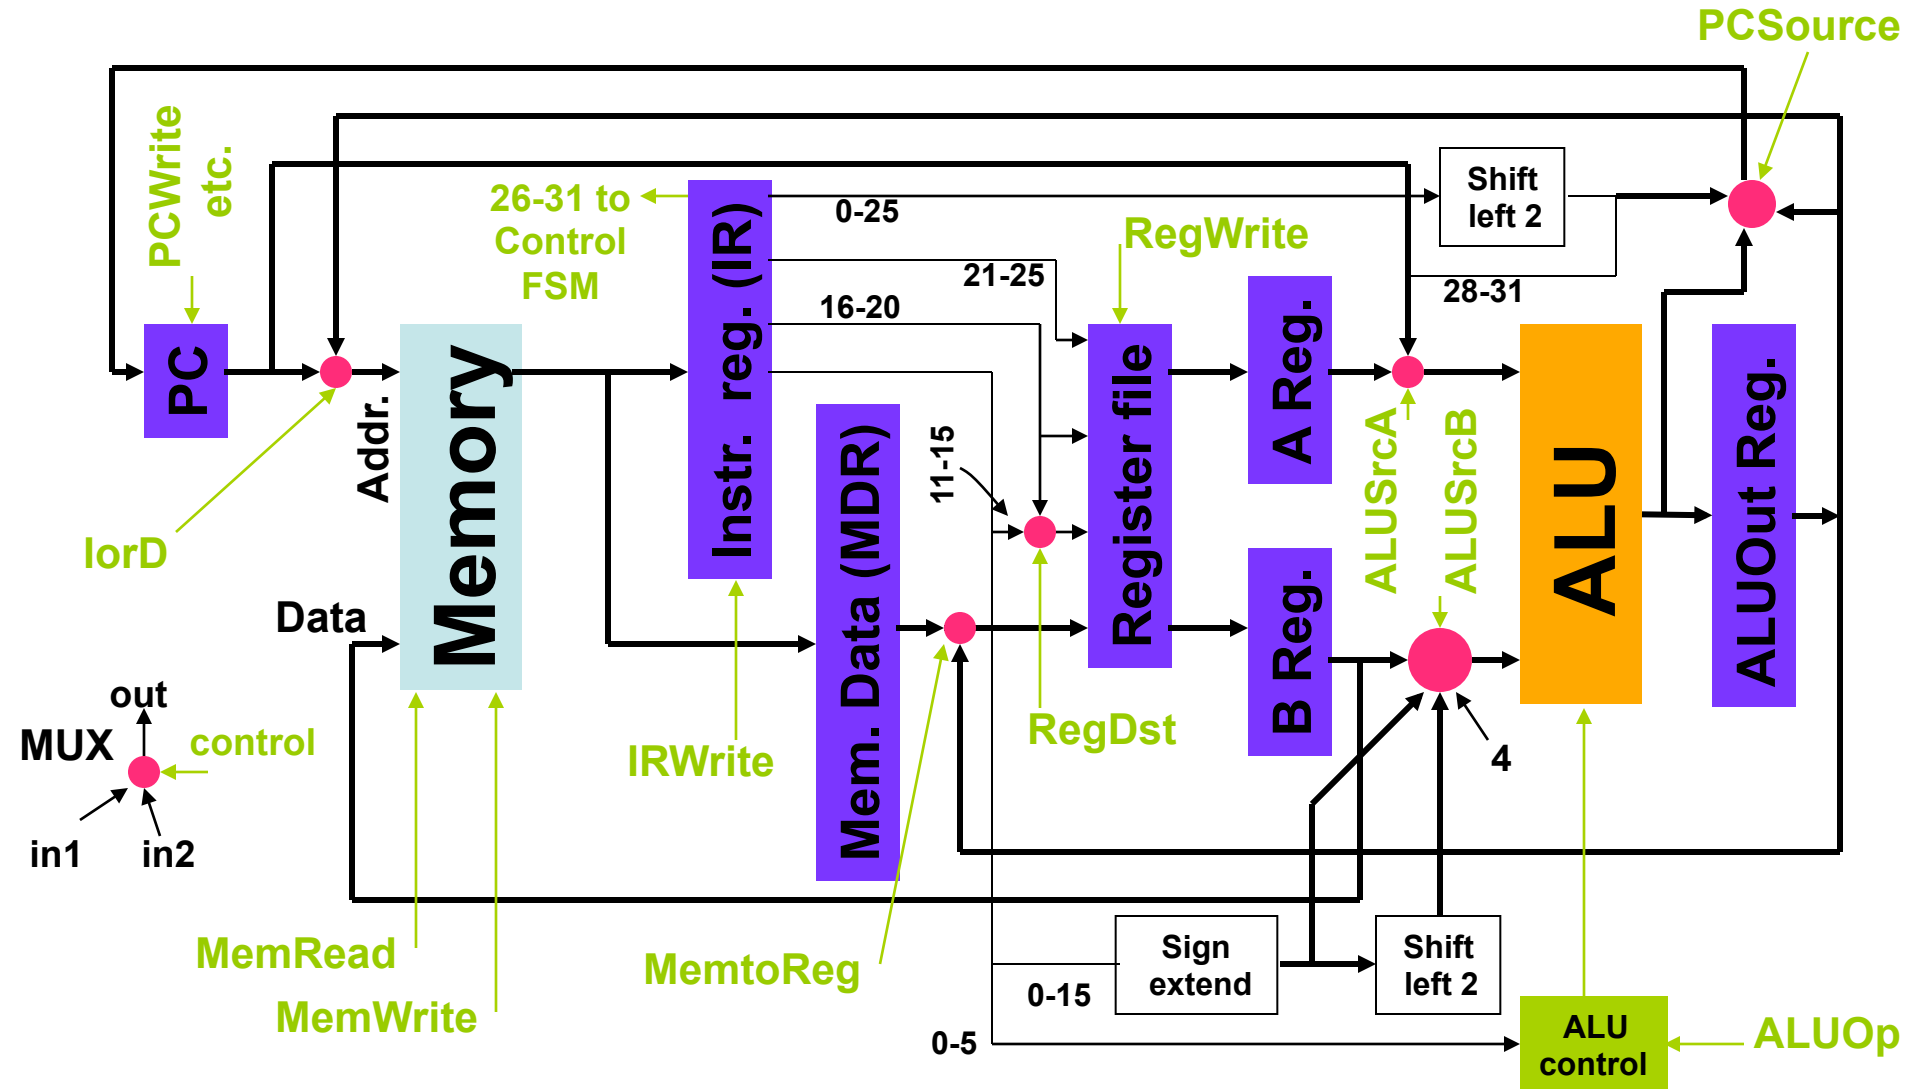 PCSource
PCWrite
etc.
26-31 to
Control
FSM
0-25
Shift
left 2
RegWrite
21-25
28-31
16-20
PC
Addr.
Memory
Instr. reg. (IR)
Mem. Data (MDR)
11-15
Register file
A Reg.
B Reg.
ALUSrcA
ALUSrcB
ALU
ALUOut Reg.
IorD
Data
out
MUX
control
in1
in2
IRWrite
RegDst
4
MemRead
MemWrite
MemtoReg
Sign
extend
Shift
left 2
0-15
0-5
ALU
control
ALUOp